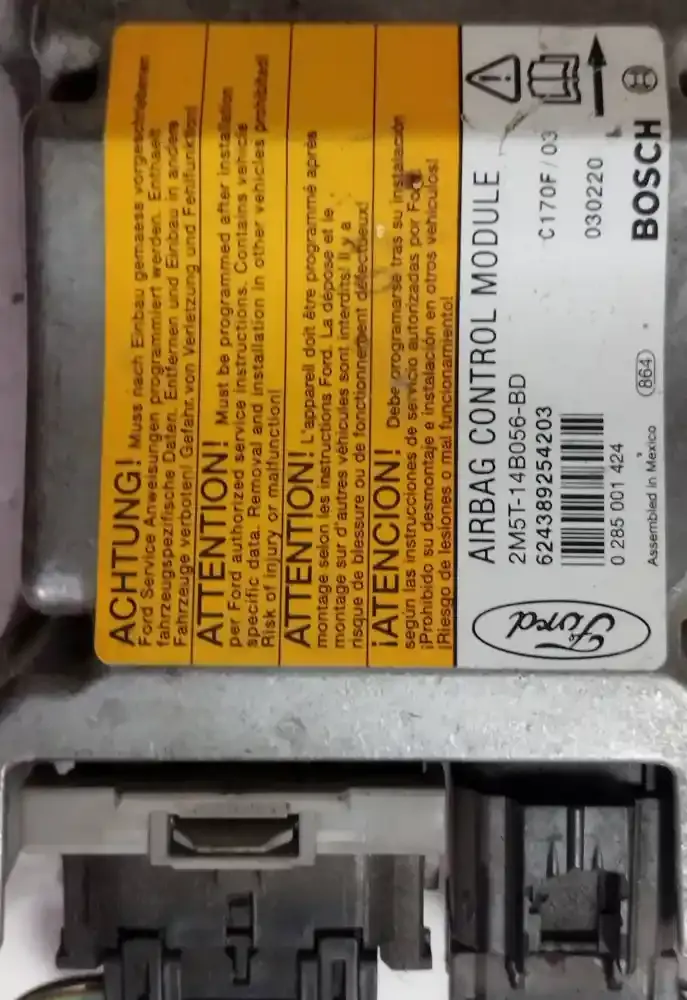 ACHTUNG! Muss nach Einbau gemaess vorgeschriebenen
Ford Service Anweisungen programmiert werden. Enthaelt
fahrzeugspezifische Daten. Entfernen und Einbau in andere
Fahrzeuge verboten! Gefahr von Verletzung und Fehlfunktion!
ATTENTION! Must be programmed after installation
per Ford authorized service instructions. Contains vehicle
specific data. Removal and installation in other vehicles prohibited!
Risk of injury or malfunction!
ATTENTION! L'appareil doit être programmé après
montage selon les instructions Ford. La dépose et le
montage sur d'autres véhicules sont interdits! Il y a
risque de blessure ou de fonctionnement défectueux!
¡ATENCION! Debe programarse tras su instalación
según las instrucciones de servicio autorizadas por Ford
¡Prohibido su desmontaje e instalación en otros vehículos!
¡Riesgo de lesiones o mal funcionamiento!
AIRBAG CONTROL MODULE
2M5T-14B056-BD
C170F/03
624389254203
030220
0 285 001 424
BOSCH
Assembled in Mexico
864
Ford